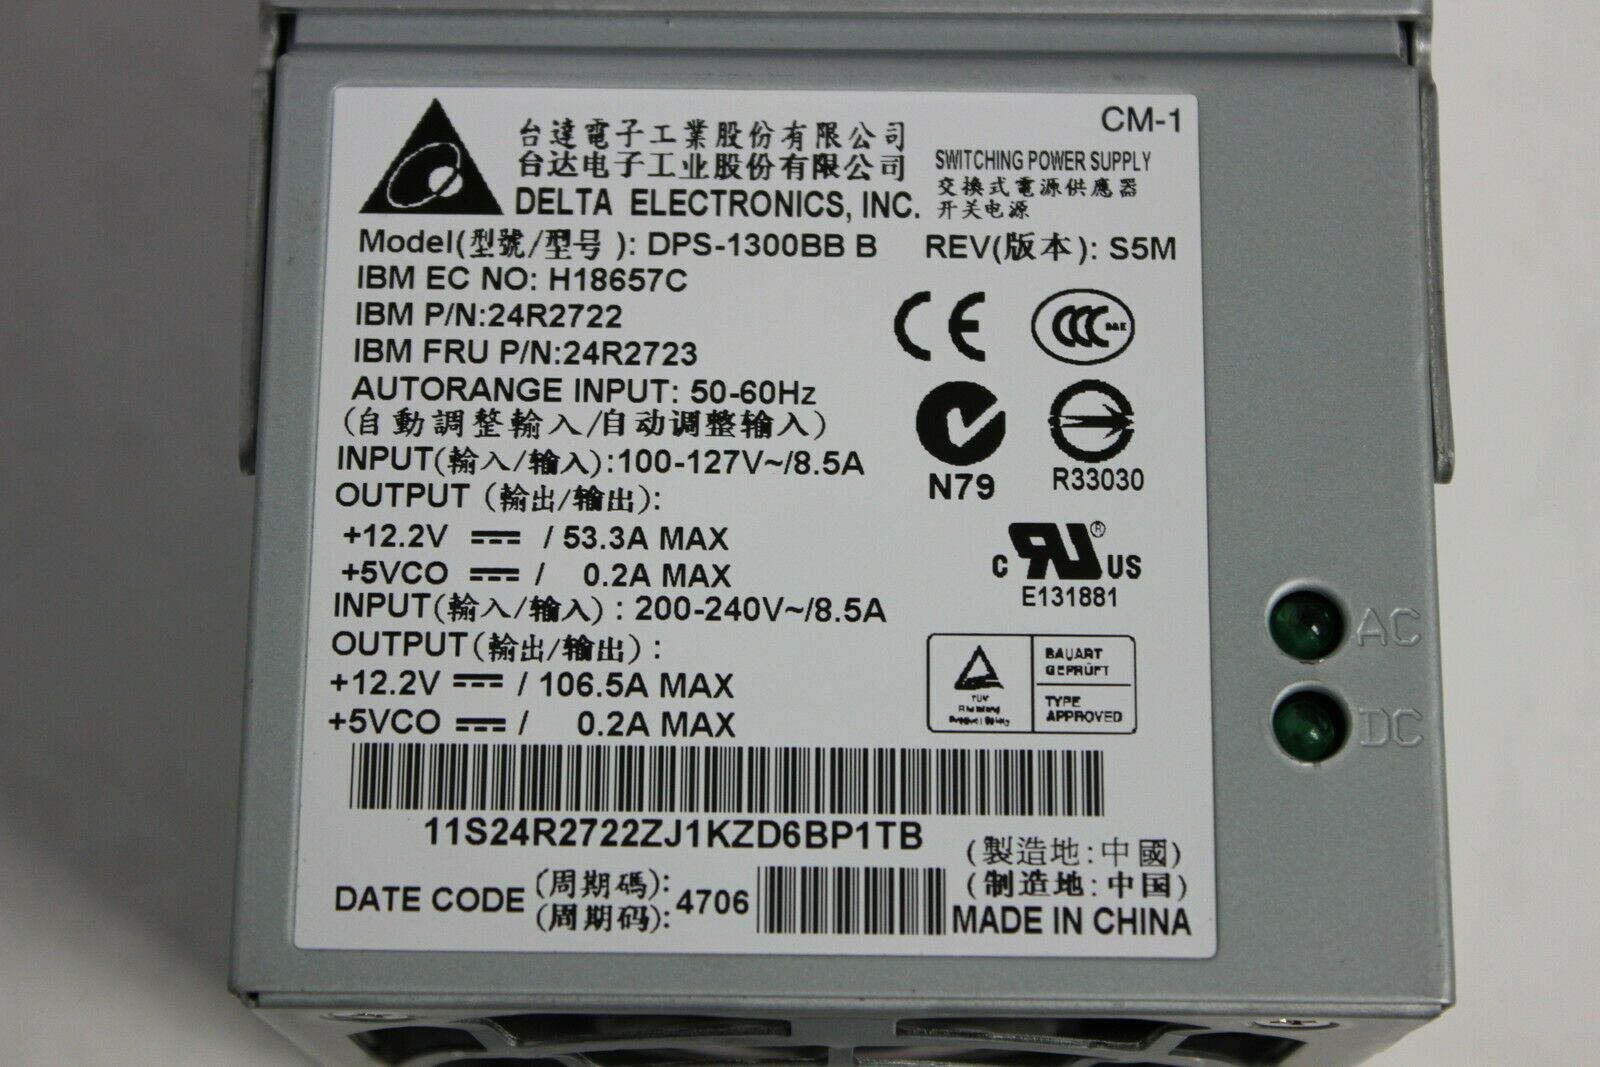 CM-1
台達電子工業股份有限公司
台达电子工业股份有限公司
DELTA ELECTRONICS, INC.
SWITCHING POWER SUPPLY
交換式電源供應器
开关电源
Model(型號/型号 ): DPS-1300BB B
REV(版本): S5M
IBM EC NO: H18657C
IBM P/N:24R2722
IBM FRU P/N:24R2723
AUTORANGE INPUT: 50-60Hz
(自動調整輸入/自动调整输入)
INPUT(輸入/输入):100-127V~/8.5A
OUTPUT (輸出/输出):
+12.2V ⎓ / 53.3A MAX
+5VCO ⎓ / 0.2A MAX
INPUT(輸入/输入) : 200-240V~/8.5A
OUTPUT(輸出/输出) :
+12.2V ⎓ / 106.5A MAX
+5VCO ⎓ / 0.2A MAX
CE
CCC
S&E
N79
R33030
c RU ® US
E131881
TUV
Rheinland
Product Safety
BAUART
GEPRÜFT
TYPE
APPROVED
AC
DC
11S24R2722ZJ1KZD6BP1TB
DATE CODE (周期碼):
(周期码): 4706
(製造地:中國)
(制造地:中国)
MADE IN CHINA